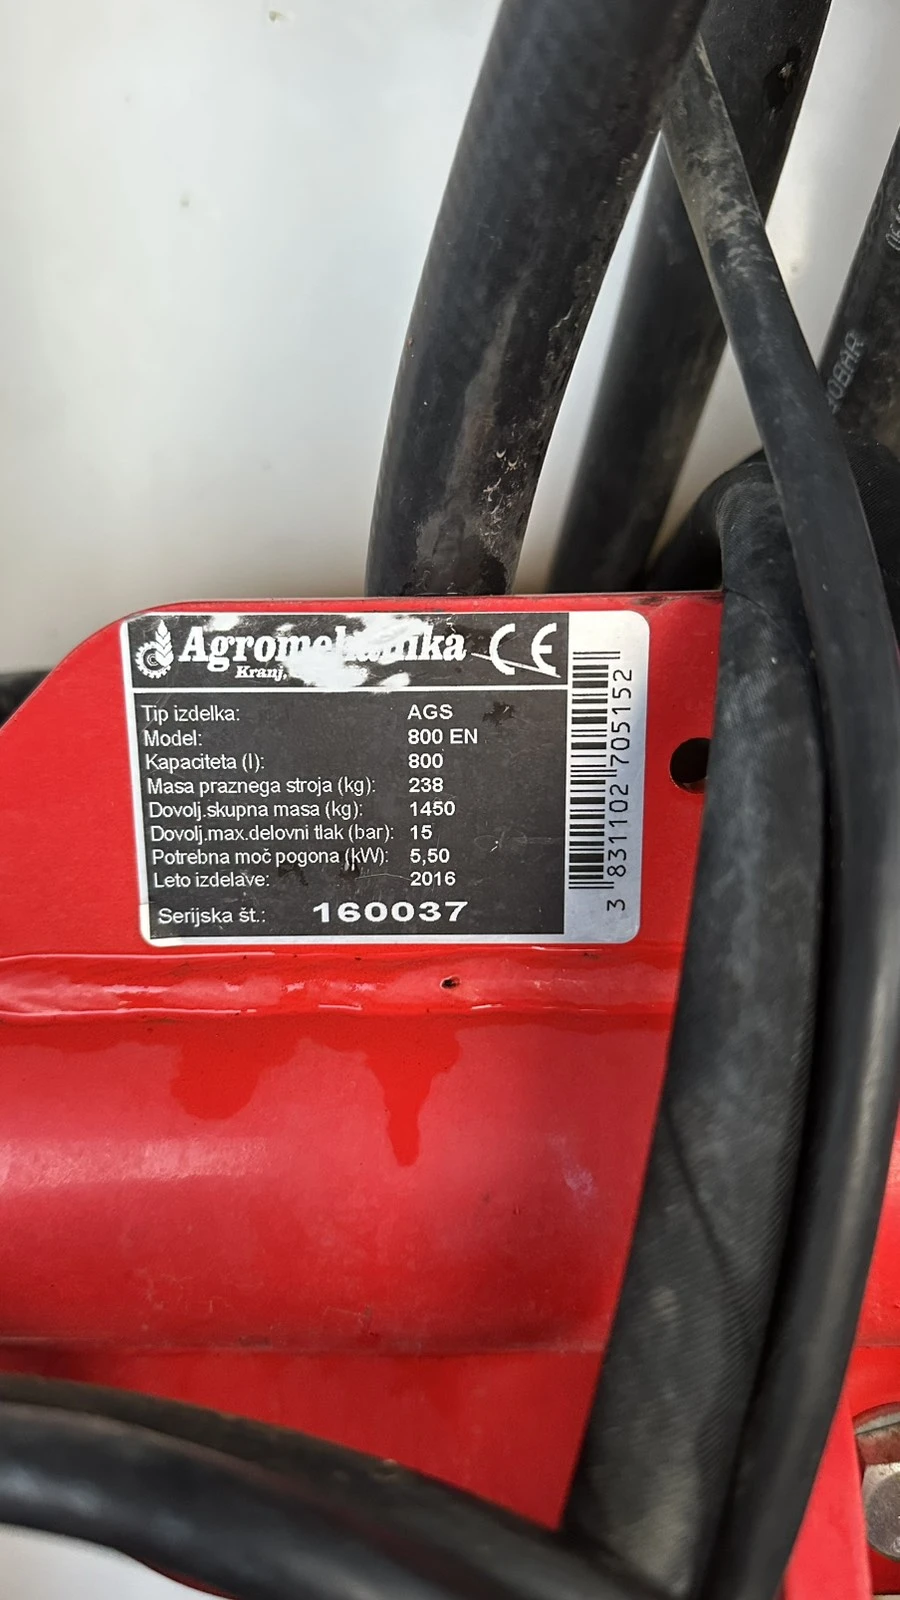 Agromehanika CE
Kranj,
Tip izdelka: AGS
Model: 800 EN
Kapaciteta (l): 800
Masa praznega stroja (kg): 238
Dovolj.skupna masa (kg): 1450
Dovolj.max.delovni tlak (bar): 15
Potrebna moč pogona (kW): 5,50
Leto izdelave: 2016
Serijska št.: 160037
3 831102 705152